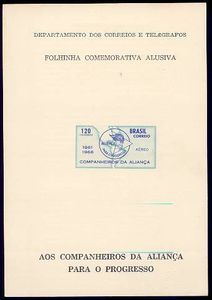 DEPARTAMENTO DOS CORREIOS E TELÉGRAFOS
FOLHINHA COMEMORATIVA ALUSIVA
120
BRASIL
CORREIO
1961
1966
AÉREO
COMPANHEIROS DA ALIANÇA
AOS COMPANHEIROS DA ALIANÇA
PARA O PROGRESSO